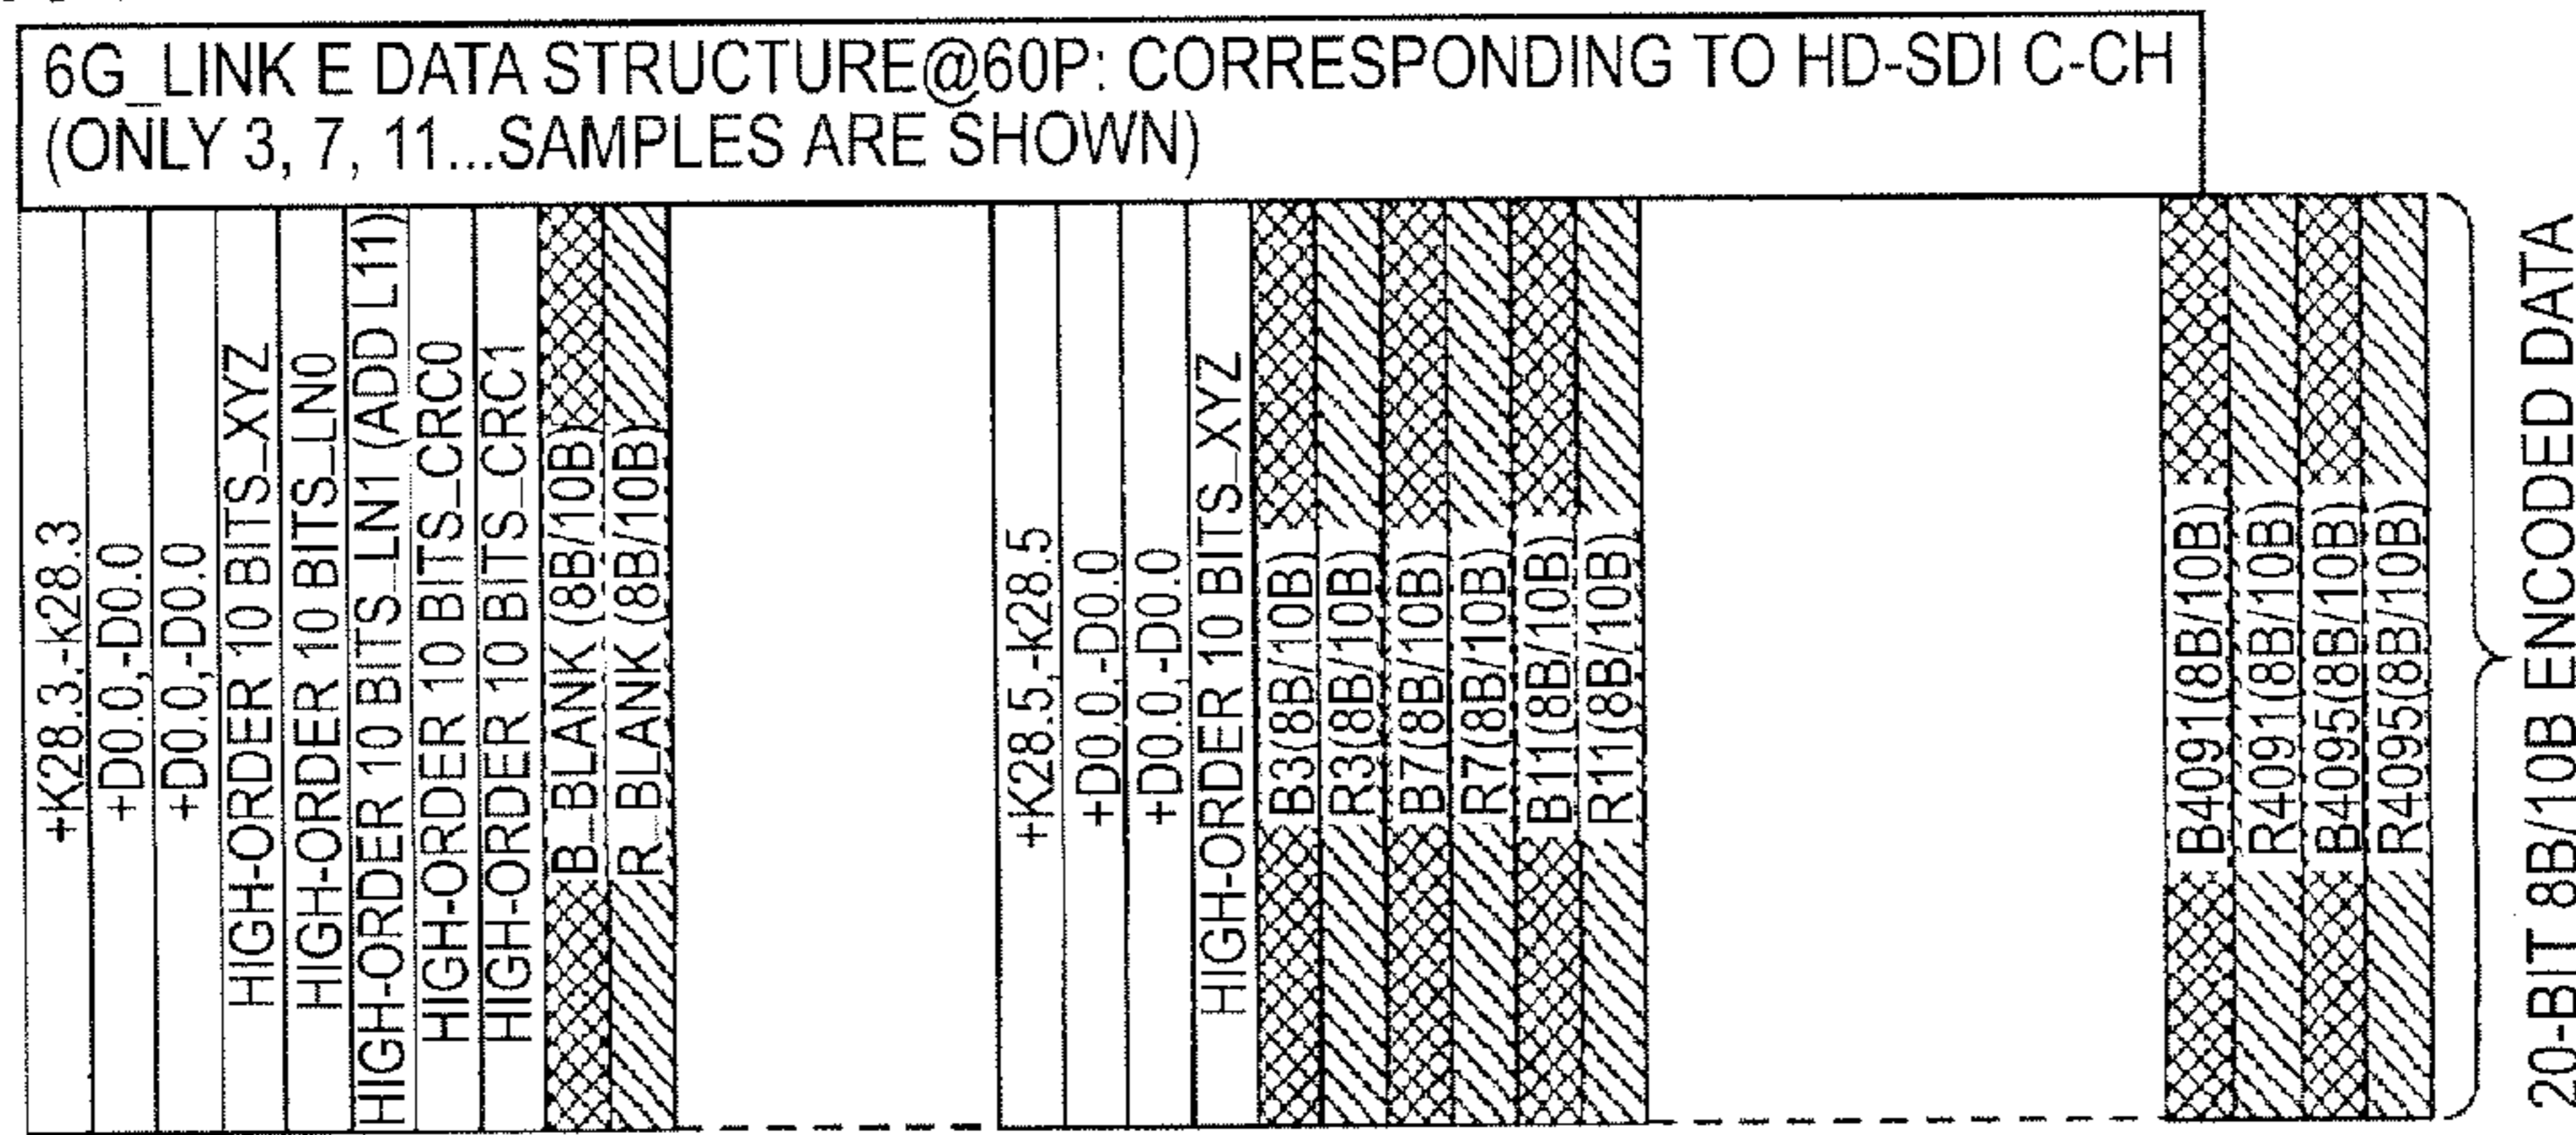 6G_LINK E DATA STRUCTURE@60P: CORRESPONDING TO HD-SDI C-CH
(ONLY 3, 7, 11...SAMPLES ARE SHOWN)
+K28.3,-k28.3
+D0.0,-D0.0
+D0.0,-D0.0
HIGH-ORDER 10 BITS_XYZ
HIGH-ORDER 10 BITS_LN0
HIGH-ORDER 10 BITS_LN1 (ADD L11)
HIGH-ORDER 10 BITS_CRC0
HIGH-ORDER 10 BITS_CRC1
B_BLANK (8B/10B)
R_BLANK (8B/10B)
+K28.5,-k28.5
+D0.0,-D0.0
+D0.0,-D0.0
HIGH-ORDER 10 BITS_XYZ
B3(8B/10B)
R3(8B/10B)
B7(8B/10B)
R7(8B/10B)
B11(8B/10B)
R11(8B/10B)
B4091(8B/10B)
R4091(8B/10B)
B4095(8B/10B)
R4095(8B/10B)
20-BIT 8B/10B ENCODED DATA